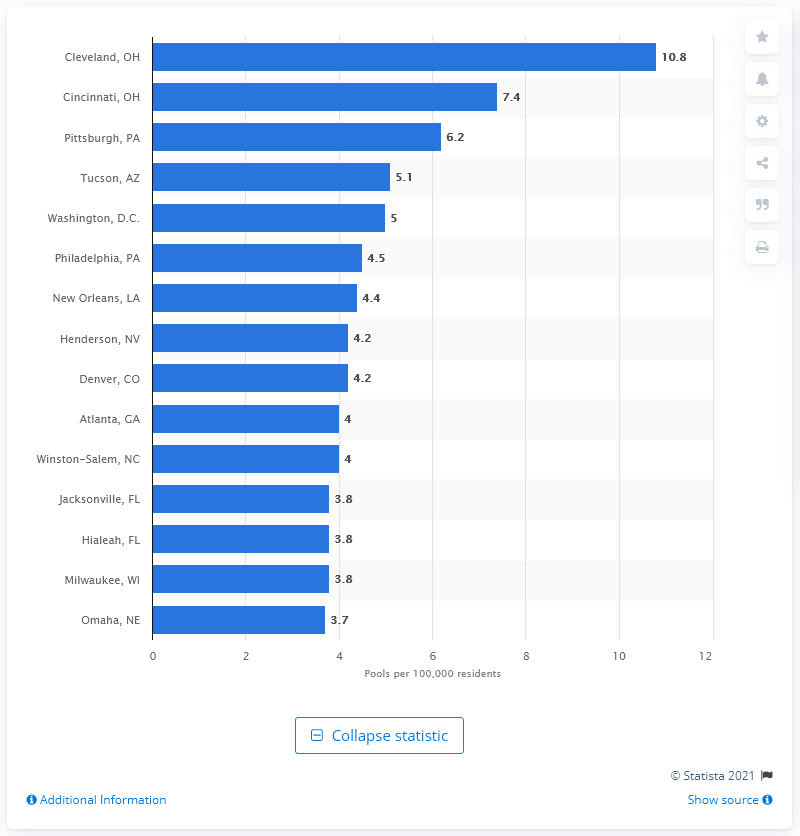 Cleveland, OH 10.8
Cincinnati, OH 7.4
Pittsburgh, PA 6.2
Tucson, AZ 5.1
Washington, D.C. 5
Philadelphia, PA 4.5
New Orleans, LA 4.4
Henderson, NV 4.2
Denver, CO 4.2
Atlanta, GA 4
Winston-Salem, NC 4
Jacksonville, FL 3.8
Hialeah, FL 3.8
Milwaukee, WI 3.8
Omaha, NE 3.7
0 2 4 6 8 10 12
Pools per 100,000 residents
Collapse statistic
© Statista 2021
Additional Information Show source